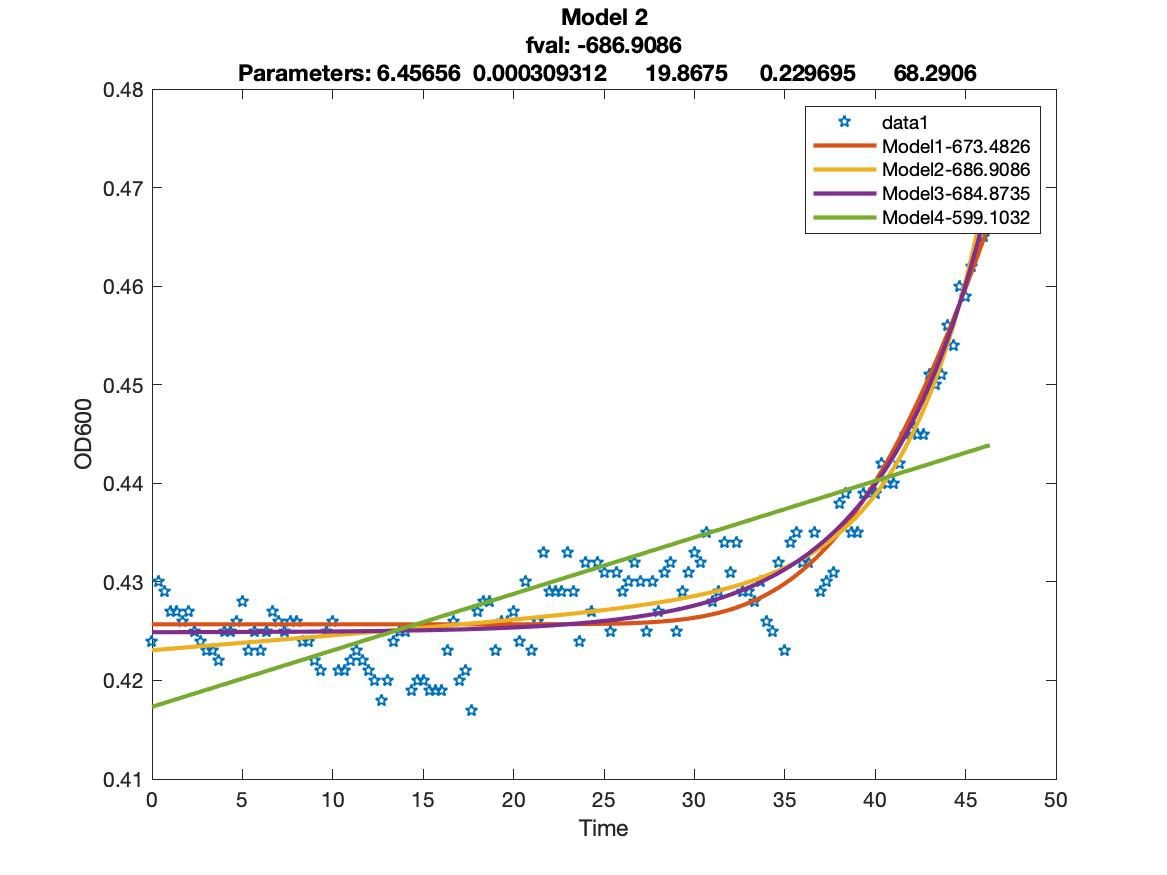 Model 2
fval: -686.9086
Parameters: 6.45656 0.000309312 19.8675 0.229695 68.2906
0.48
0.47
0.46
0.45
0.44
0.43
0.42
0.41
OD600
data1
Model1-673.4826
Model2-686.9086
Model3-684.8735
Model4-599.1032
0 5 10 15 20 25 30 35 40 45 50
Time